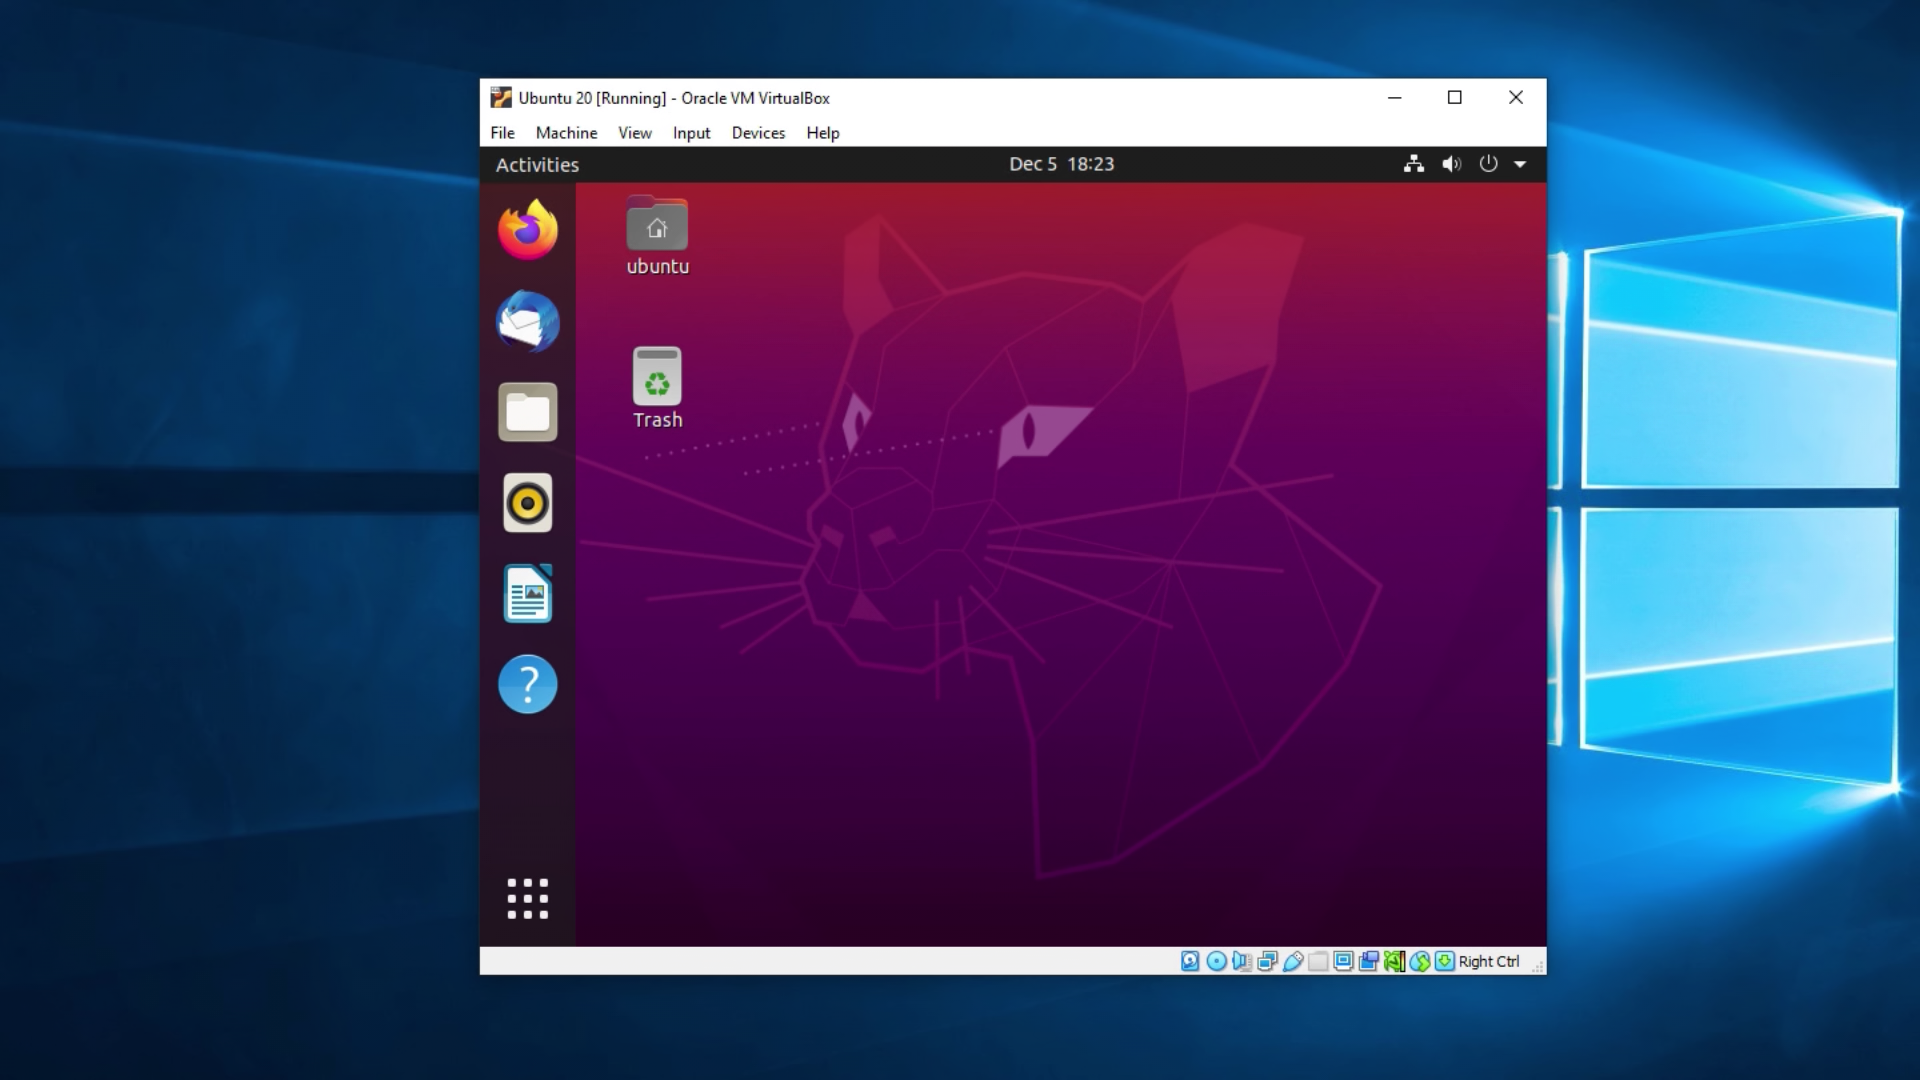 Ubuntu 20 [Running] - Oracle VM VirtualBox
File Machine View Input Devices Help
Activities Dec 5 18:23
ubuntu
Trash
?
Right Ctrl